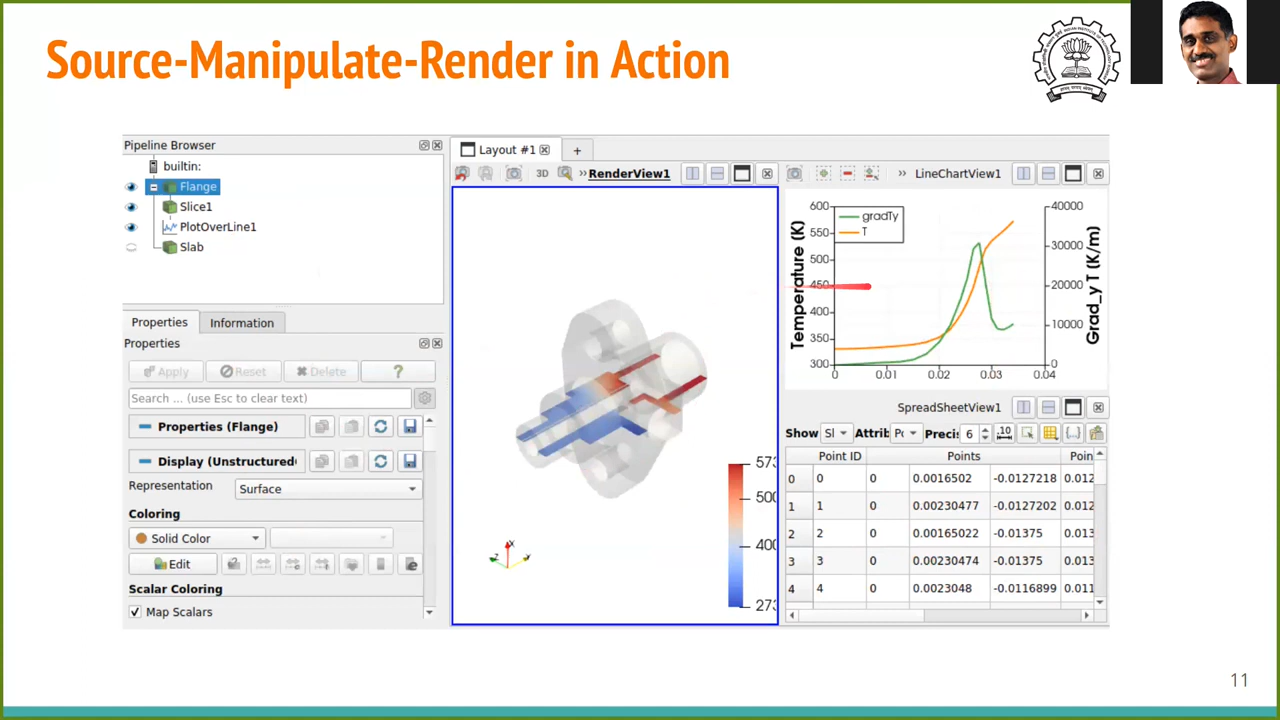 Source-Manipulate-Render in Action
Pipeline Browser
builtin:
Flange
Slice1
PlotOverLine1
Slab
Properties
Information
Properties
Apply
Reset
Delete
?
Search ... (use Esc to clear text)
Properties (Flange)
Display (Unstructured
Representation
Surface
Coloring
Solid Color
Edit
Scalar Coloring
Map Scalars
Layout #1
+
3D
»
RenderView1
X
Y
Z
573
500
400
273
»
LineChartView1
gradTy
T
Temperature (K)
600
550
500
450
400
350
300
0
0.01
0.02
0.03
0.04
40000
30000
20000
10000
0
Grad_y T (K/m)
SpreadSheetView1
Show Sl Attrib Po Precis 6
Point ID Points Poin
0 0 0 0.0016502 -0.0127218 0.012
1 1 0 0.00230477 -0.0127202 0.012
2 2 0 0.00165022 -0.01375 0.013
3 3 0 0.00230474 -0.01375 0.013
4 4 0 0.0023048 -0.0116899 0.011
11